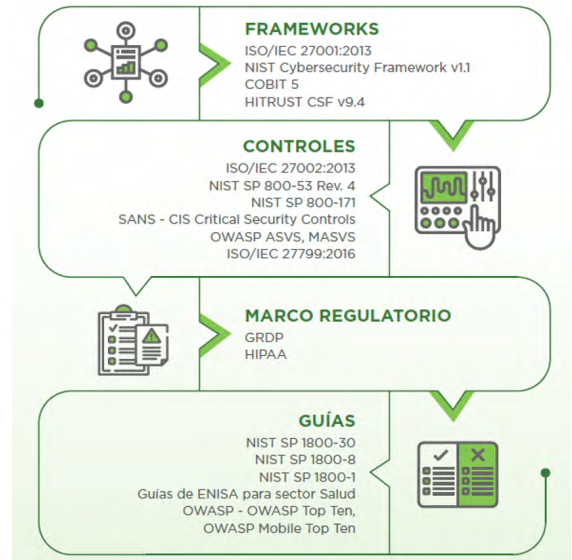 FRAMEWORKS
ISO/IEC 27001:2013
NIST Cybersecurity Framework v1.1
COBIT 5
HITRUST CSF v9.4
CONTROLES
ISO/IEC 27002:2013
NIST SP 800-53 Rev. 4
NIST SP 800-171
SANS - CIS Critical Security Controls
OWASP ASVS, MASVS
ISO/IEC 27799:2016
MARCO REGULATORIO
GRDP
HIPAA
GUÍAS
NIST SP 1800-30
NIST SP 1800-8
NIST SP 1800-1
Guías de ENISA para sector Salud
OWASP - OWASP Top Ten,
OWASP Mobile Top Ten